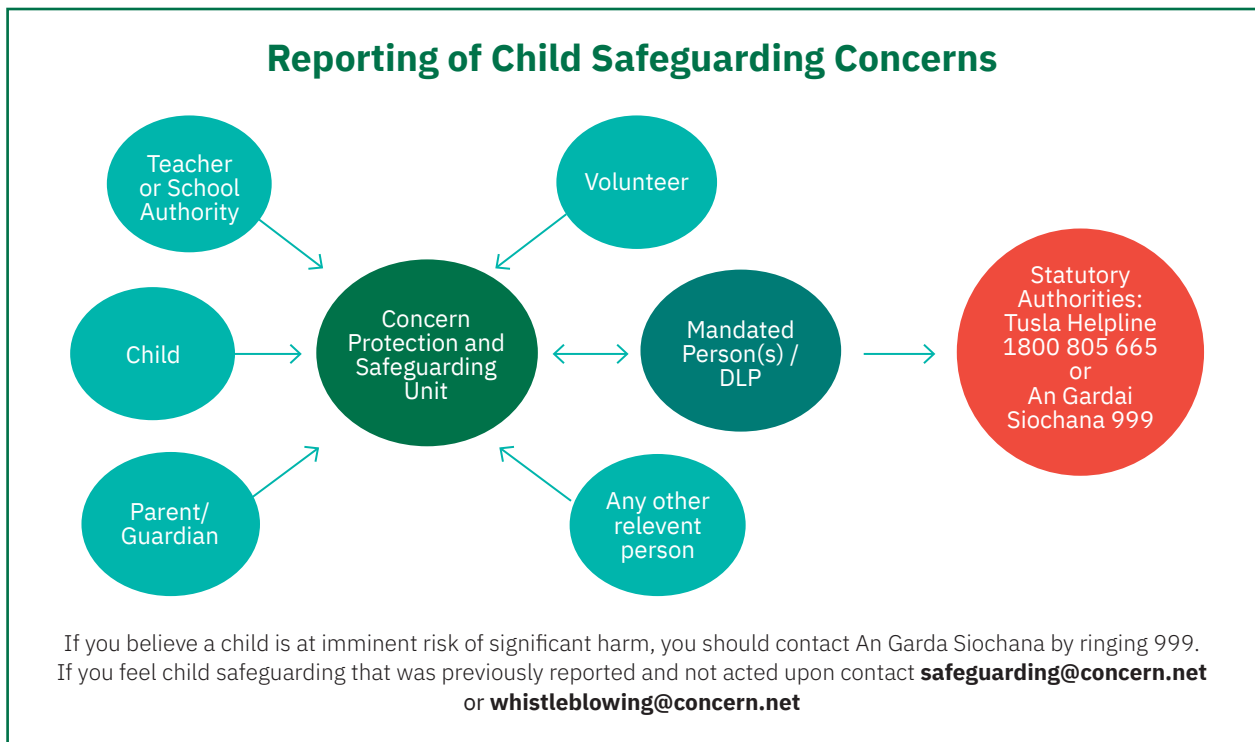 Reporting of Child Safeguarding Concerns
Teacher
or School
Authority
Volunteer
Child
Concern
Protection and
Safeguarding
Unit
Mandated
Person(s) /
DLP
Statutory
Authorities:
Tusla Helpline
1800 805 665
or
An Gardai
Siochana 999
Parent/
Guardian
Any other
relevent
person
If you believe a child is at imminent risk of significant harm, you should contact An Garda Siochana by ringing 999.
If you feel child safeguarding that was previously reported and not acted upon contact safeguarding@concern.net
or whistleblowing@concern.net